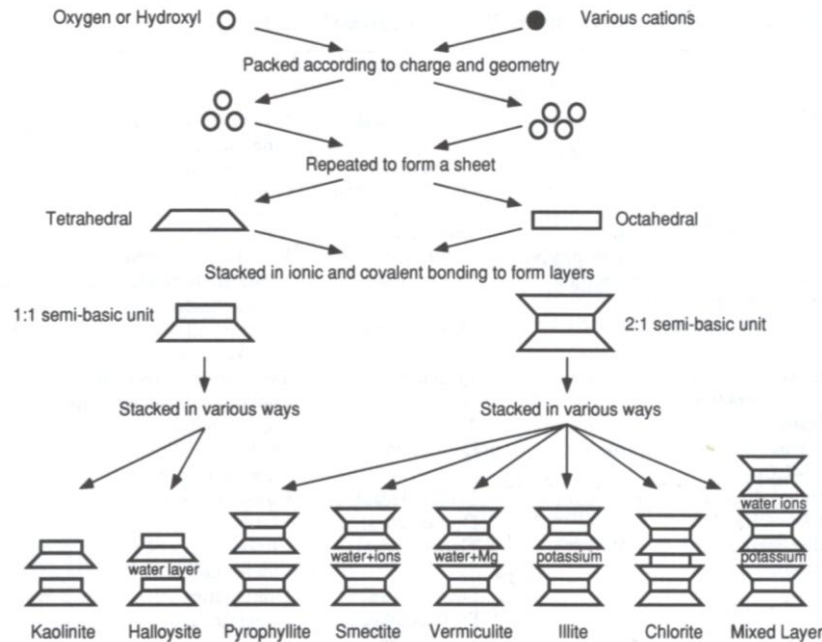 Oxygen or Hydroxyl
Various cations
Packed according to charge and geometry
Repeated to form a sheet
Tetrahedral
Octahedral
Stacked in ionic and covalent bonding to form layers
1:1 semi-basic unit
2:1 semi-basic unit
Stacked in various ways
Stacked in various ways
water ions
water layer
water+ions
water+Mg
potassium
potassium
Kaolinite
Halloysite
Pyrophyllite
Smectite
Vermiculite
Illite
Chlorite
Mixed Layer